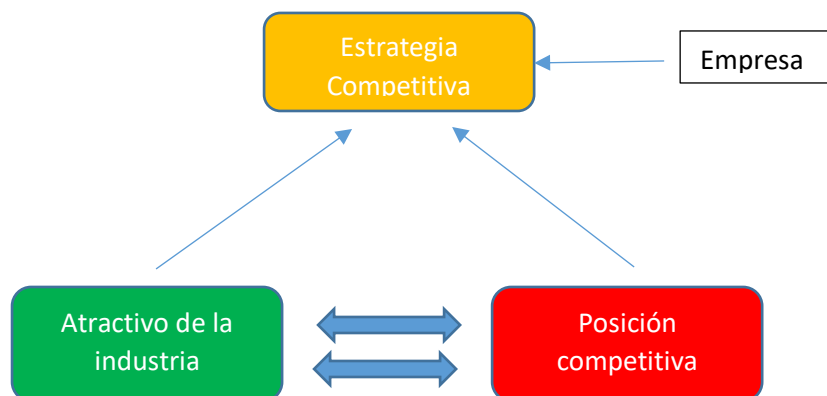 Estrategia
Competitiva
Empresa
Atractivo de la
industria
Posición
competitiva